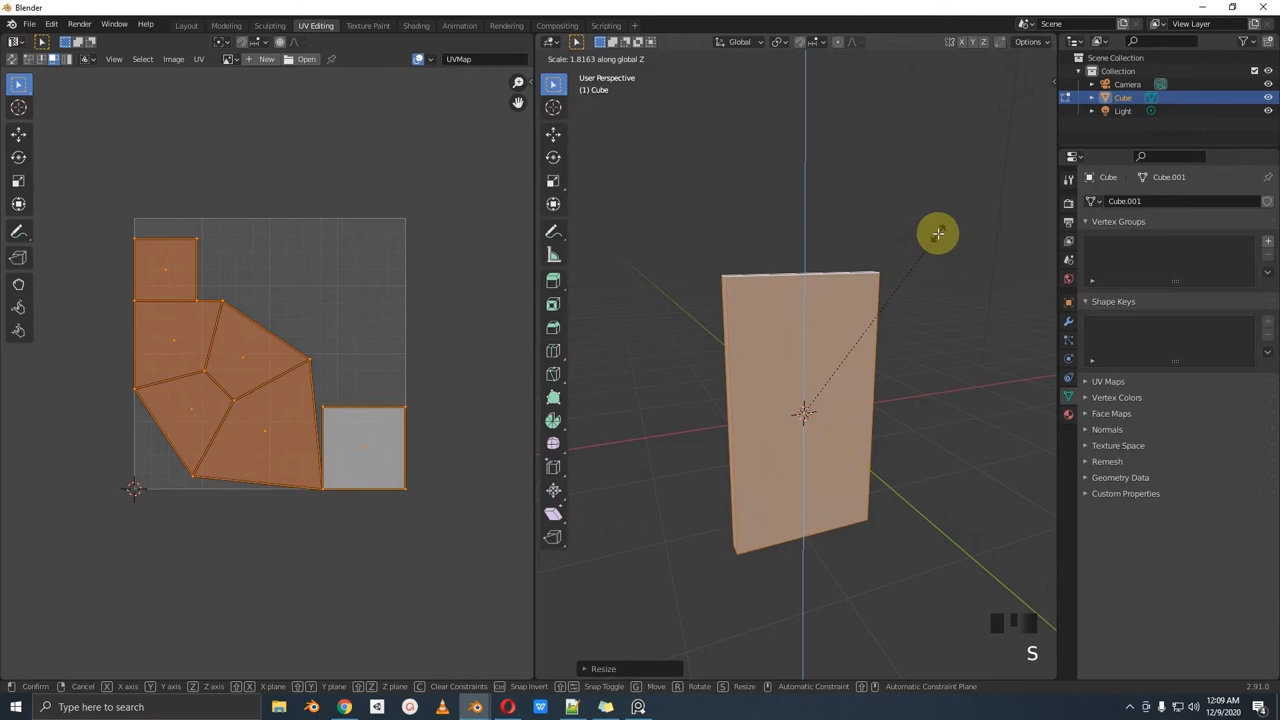 Blender
File Edit Render Window Help Layout Modeling Sculpting UV Editing Texture Paint Shading Animation Rendering Compositing Scripting + Scene View Layer
View Select Image UV New Open UVMap Global X Y Z Options
Scale: 1.8163 along global Z
User Perspective
(1) Cube
Scene Collection
Collection
Camera
Cube
Light
Cube Cube.001
Cube.001
Vertex Groups
Shape Keys
UV Maps
Vertex Colors
Face Maps
Normals
Texture Space
Remesh
Geometry Data
Custom Properties
S
Resize
Confirm Cancel X X axis Y Y axis Z Z axis X X plane Y Y plane Z Z plane C Clear Constraints Snap Invert Snap Toggle G Move R Rotate S Resize Automatic Constraint Automatic Constraint Plane 2.91.0
Type here to search
12:09 AM
12/9/2020